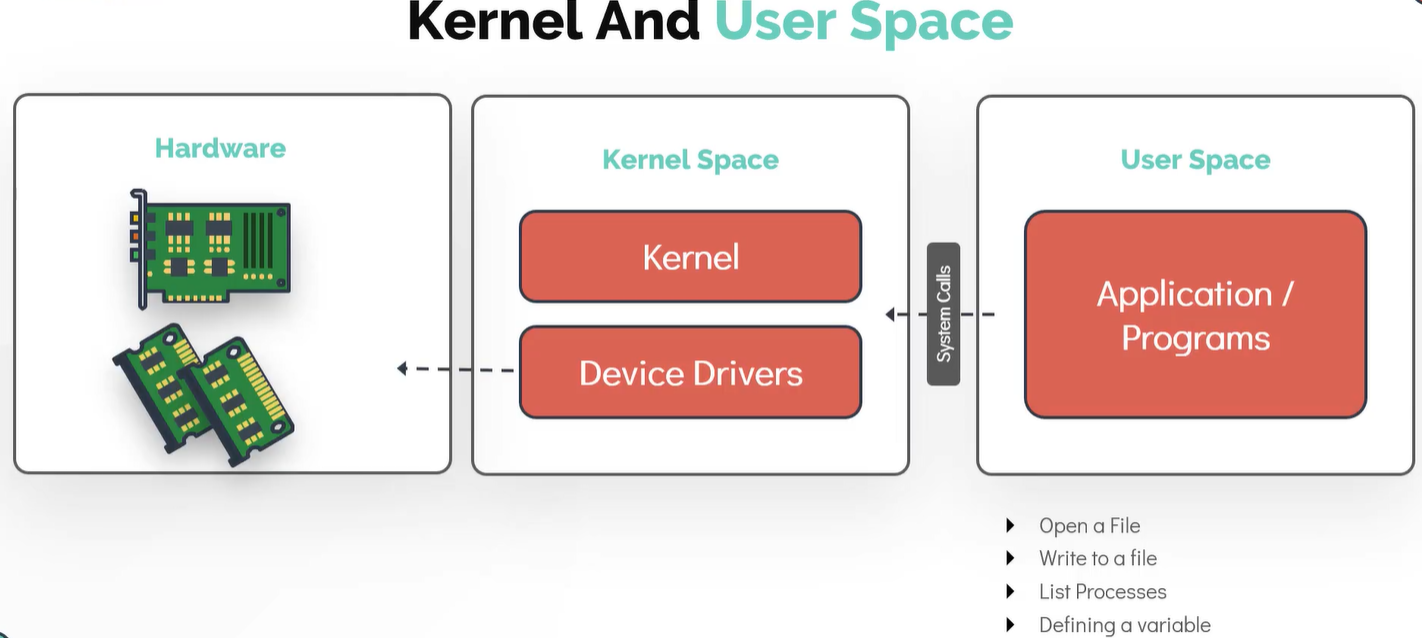 Kernel And User Space
Hardware
Kernel Space
Kernel
Device Drivers
System Calls
User Space
Application /
Programs
Open a File
Write to a file
List Processes
Defining a variable